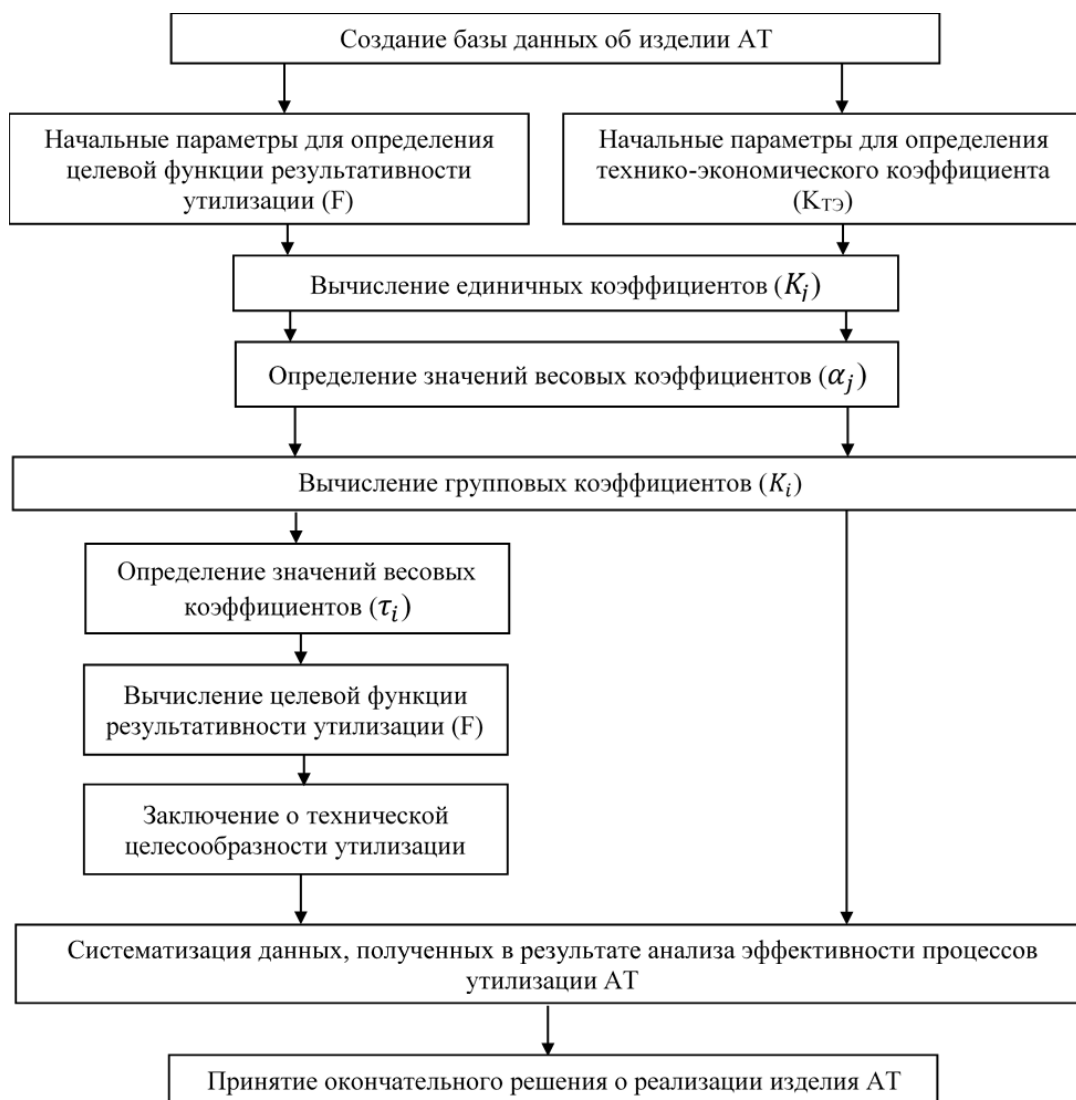 Создание базы данных об изделии АТ
Начальные параметры для определения
целевой функции результативности
утилизации (F)
Начальные параметры для определения
технико-экономического коэффициента
(KТЭ)
Вычисление единичных коэффициентов (Kj)
Определение значений весовых коэффициентов (αj)
Вычисление групповых коэффициентов (Ki)
Определение значений весовых
коэффициентов (τi)
Вычисление целевой функции
результативности утилизации (F)
Заключение о технической
целесообразности утилизации
Систематизация данных, полученных в результате анализа эффективности процессов
утилизации АТ
Принятие окончательного решения о реализации изделия АТ